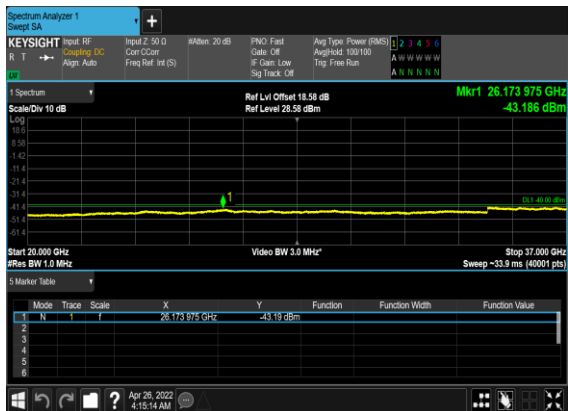 Spectrum Analyzer 1
Swept SA
KEYSIGHT Input: RF Input Z: 50 Ω #Atten: 20 dB PNO: Fast Avg Type: Power (RMS) 1 2 3 4 5 6
R T Coupling: DC Corr CCorr Gate: Off Avg|Hold: 100/100 A W W W W W
Align: Auto Freq Ref: Int (S) IF Gain: Low Trig: Free Run
Sig Track: Off A N N N N N
LXI
1 Spectrum Ref Lvl Offset 18.58 dB Mkr1 26.173 975 GHz
Scale/Div 10 dB Ref Level 28.58 dBm -43.186 dBm
Log
18.6
8.58
-1.42
-11.4
-21.4
-31.4
1
DL1 -40.00 dBm
-41.4
-51.4
-61.4
Start 20.000 GHz Video BW 3.0 MHz* Stop 37.000 GHz
#Res BW 1.0 MHz Sweep ~33.9 ms (40001 pts)
5 Marker Table
Mode Trace Scale X Y Function Function Width Function Value
1 N 1 f 26.173 975 GHz -43.19 dBm
2
3
4
5
6
? Apr 26, 2022
4:15:14 AM